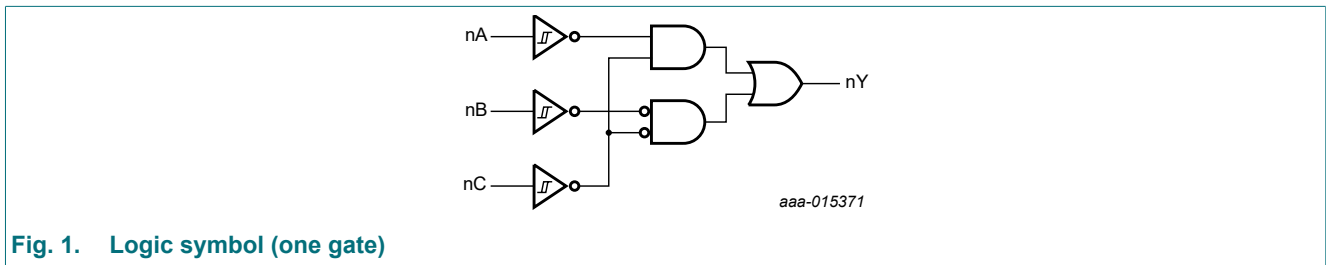 nA
nY
nB
nC
aaa-015371
Fig. 1. Logic symbol (one gate)